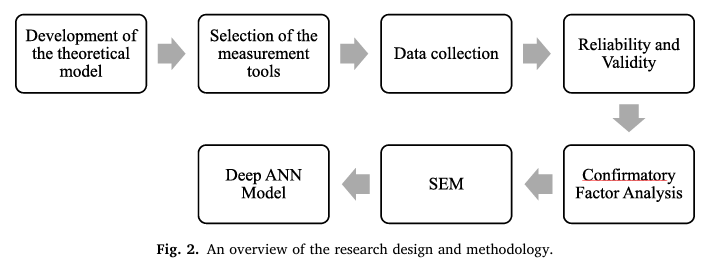 Development of
the theoretical
model
Selection of the
measurement
tools
Data collection
Reliability and
Validity
Confirmatory
Factor Analysis
SEM
Deep ANN
Model
Fig. 2. An overview of the research design and methodology.